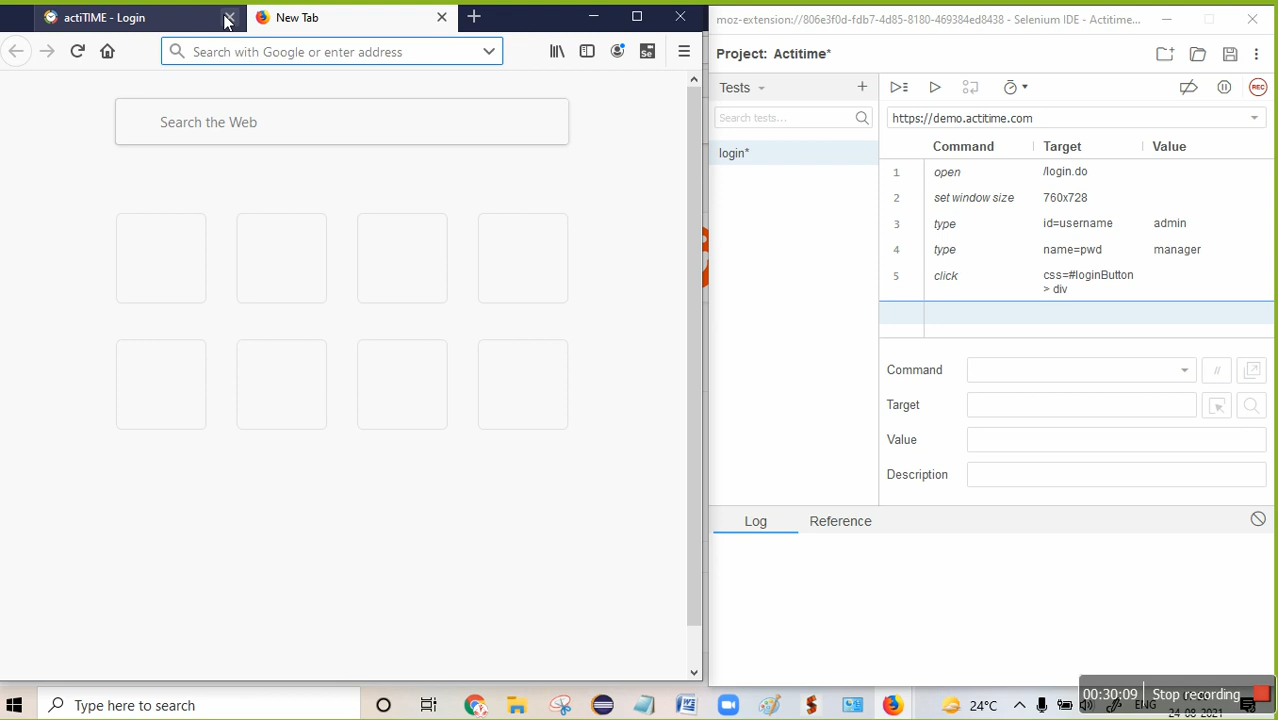 actiTIME - Login
New Tab
Search with Google or enter address
Se
Search the Web
moz-extension://806e3f0d-fdb7-4d85-8180-469384ed8438 - Selenium IDE - Actitime...
Project: Actitime*
Tests
Search tests...
REC
https://demo.actitime.com
login*
Command Target Value
1 open /login.do
2 set window size 760x728
3 type id=username admin
4 type name=pwd manager
5 click css=#loginButton
> div
Command
//
Target
Value
Description
Log Reference
Type here to search
24°C
ENG
24-08-2021
00:30:09 Stop recording